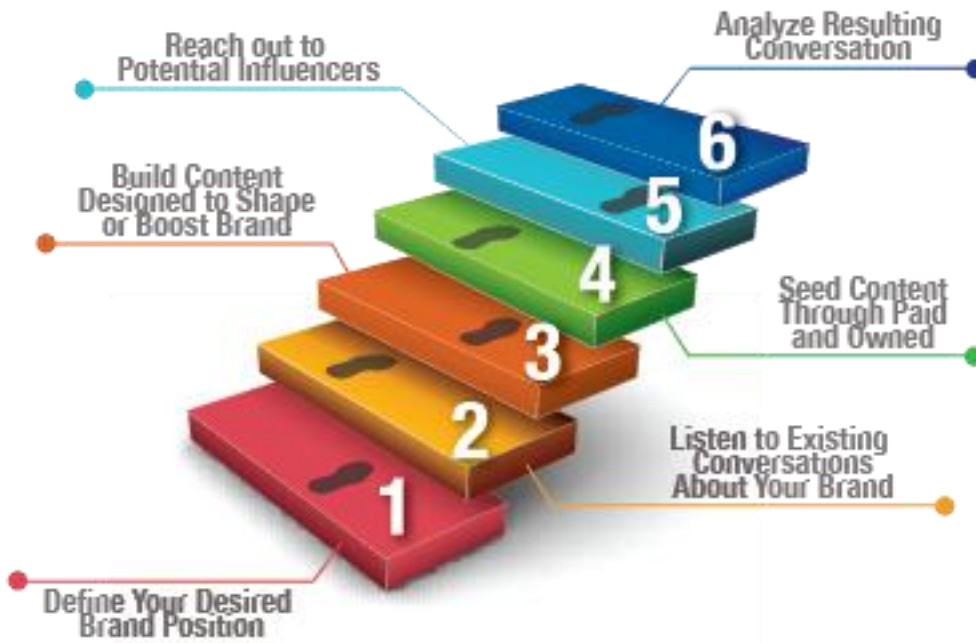 Reach out to
Potential Influencers
Analyze Resulting
Conversation
Build Content
Designed to Shape
or Boost Brand
6
5
4
Seed Content
Through Paid
and Owned
3
2
Listen to Existing
Conversations
About Your Brand
1
Define Your Desired
Brand Position